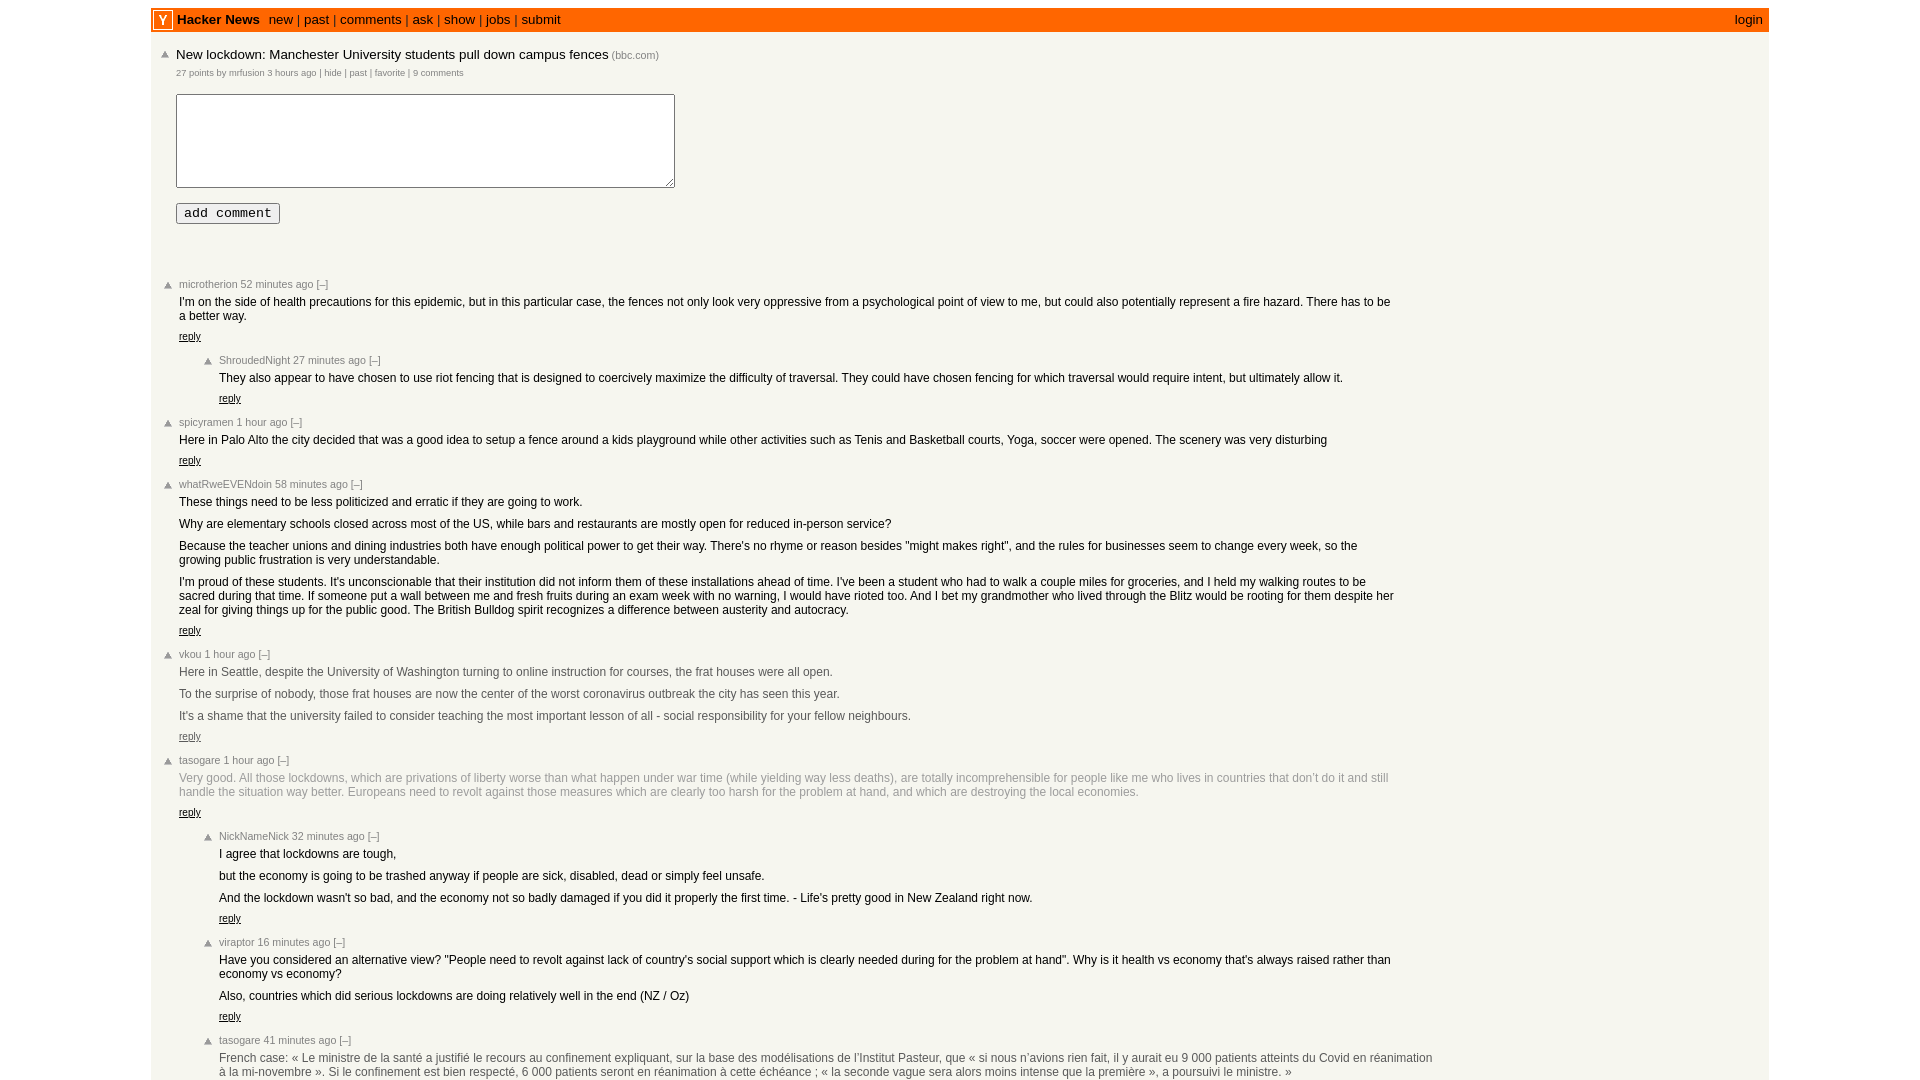 Y Hacker News new | past | comments | ask | show | jobs | submit login
New lockdown: Manchester University students pull down campus fences (bbc.com)
27 points by mrfusion 3 hours ago | hide | past | favorite | 9 comments
add comment
microtherion 52 minutes ago [–]
I'm on the side of health precautions for this epidemic, but in this particular case, the fences not only look very oppressive from a psychological point of view to me, but could also potentially represent a fire hazard. There has to be
a better way.
reply
ShroudedNight 27 minutes ago [–]
They also appear to have chosen to use riot fencing that is designed to coercively maximize the difficulty of traversal. They could have chosen fencing for which traversal would require intent, but ultimately allow it.
reply
spicyramen 1 hour ago [–]
Here in Palo Alto the city decided that was a good idea to setup a fence around a kids playground while other activities such as Tenis and Basketball courts, Yoga, soccer were opened. The scenery was very disturbing
reply
whatRweEVENdoin 58 minutes ago [–]
These things need to be less politicized and erratic if they are going to work.
Why are elementary schools closed across most of the US, while bars and restaurants are mostly open for reduced in-person service?
Because the teacher unions and dining industries both have enough political power to get their way. There's no rhyme or reason besides "might makes right", and the rules for businesses seem to change every week, so the
growing public frustration is very understandable.
I'm proud of these students. It's unconscionable that their institution did not inform them of these installations ahead of time. I've been a student who had to walk a couple miles for groceries, and I held my walking routes to be
sacred during that time. If someone put a wall between me and fresh fruits during an exam week with no warning, I would have rioted too. And I bet my grandmother who lived through the Blitz would be rooting for them despite her
zeal for giving things up for the public good. The British Bulldog spirit recognizes a difference between austerity and autocracy.
reply
vkou 1 hour ago [–]
Here in Seattle, despite the University of Washington turning to online instruction for courses, the frat houses were all open.
To the surprise of nobody, those frat houses are now the center of the worst coronavirus outbreak the city has seen this year.
It's a shame that the university failed to consider teaching the most important lesson of all - social responsibility for your fellow neighbours.
reply
tasogare 1 hour ago [–]
Very good. All those lockdowns, which are privations of liberty worse than what happen under war time (while yielding way less deaths), are totally incomprehensible for people like me who lives in countries that don’t do it and still
handle the situation way better. Europeans need to revolt against those measures which are clearly too harsh for the problem at hand, and which are destroying the local economies.
reply
NickNameNick 32 minutes ago [–]
I agree that lockdowns are tough,
but the economy is going to be trashed anyway if people are sick, disabled, dead or simply feel unsafe.
And the lockdown wasn't so bad, and the economy not so badly damaged if you did it properly the first time. - Life's pretty good in New Zealand right now.
reply
viraptor 16 minutes ago [–]
Have you considered an alternative view? "People need to revolt against lack of country's social support which is clearly needed during for the problem at hand". Why is it health vs economy that's always raised rather than
economy vs economy?
Also, countries which did serious lockdowns are doing relatively well in the end (NZ / Oz)
reply
tasogare 41 minutes ago [–]
French case: « Le ministre de la santé a justifié le recours au confinement expliquant, sur la base des modélisations de l’Institut Pasteur, que « si nous n’avions rien fait, il y aurait eu 9 000 patients atteints du Covid en réanimation
à la mi-novembre ». Si le confinement est bien respecté, 6 000 patients seront en réanimation à cette échéance ; « la seconde vague sera alors moins intense que la première », a poursuivi le ministre. »